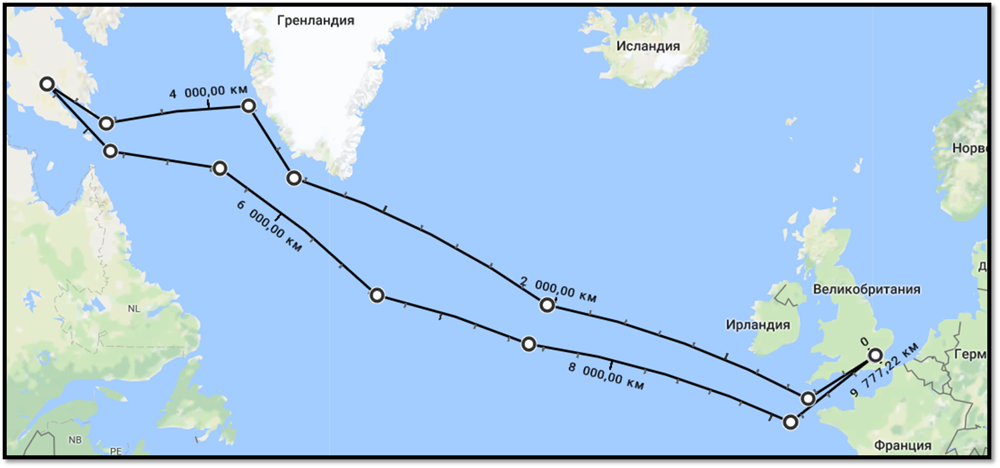 Гренландия
Исландия
4 000,00 км
Норв
6 000,00 км
2 000,00 км
Д
Великобритания
NL
Ирландия
0
Герм
9 777,22 км
8 000,00 км
NB
PE
Франция